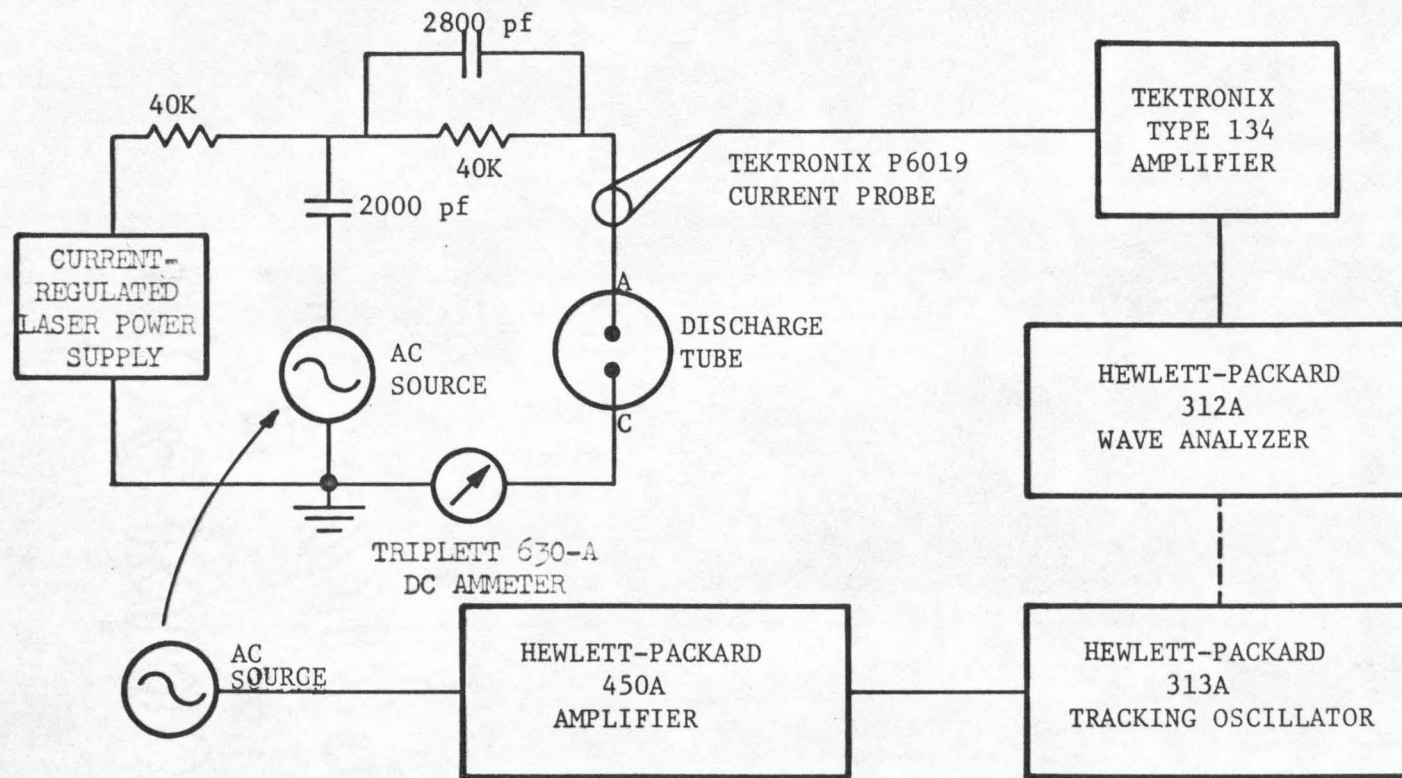 2800 pf
40K
40K
2000 pf
TEKTRONIX P6019
CURRENT PROBE
TEKTRONIX
TYPE 134
AMPLIFIER
CURRENT-
REGULATED
LASER POWER
SUPPLY
AC
SOURCE
A
DISCHARGE
TUBE
C
HEWLETT-PACKARD
312A
WAVE ANALYZER
TRIPLETT 630-A
DC AMMETER
AC
SOURCE
HEWLETT-PACKARD
450A
AMPLIFIER
HEWLETT-PACKARD
313A
TRACKING OSCILLATOR